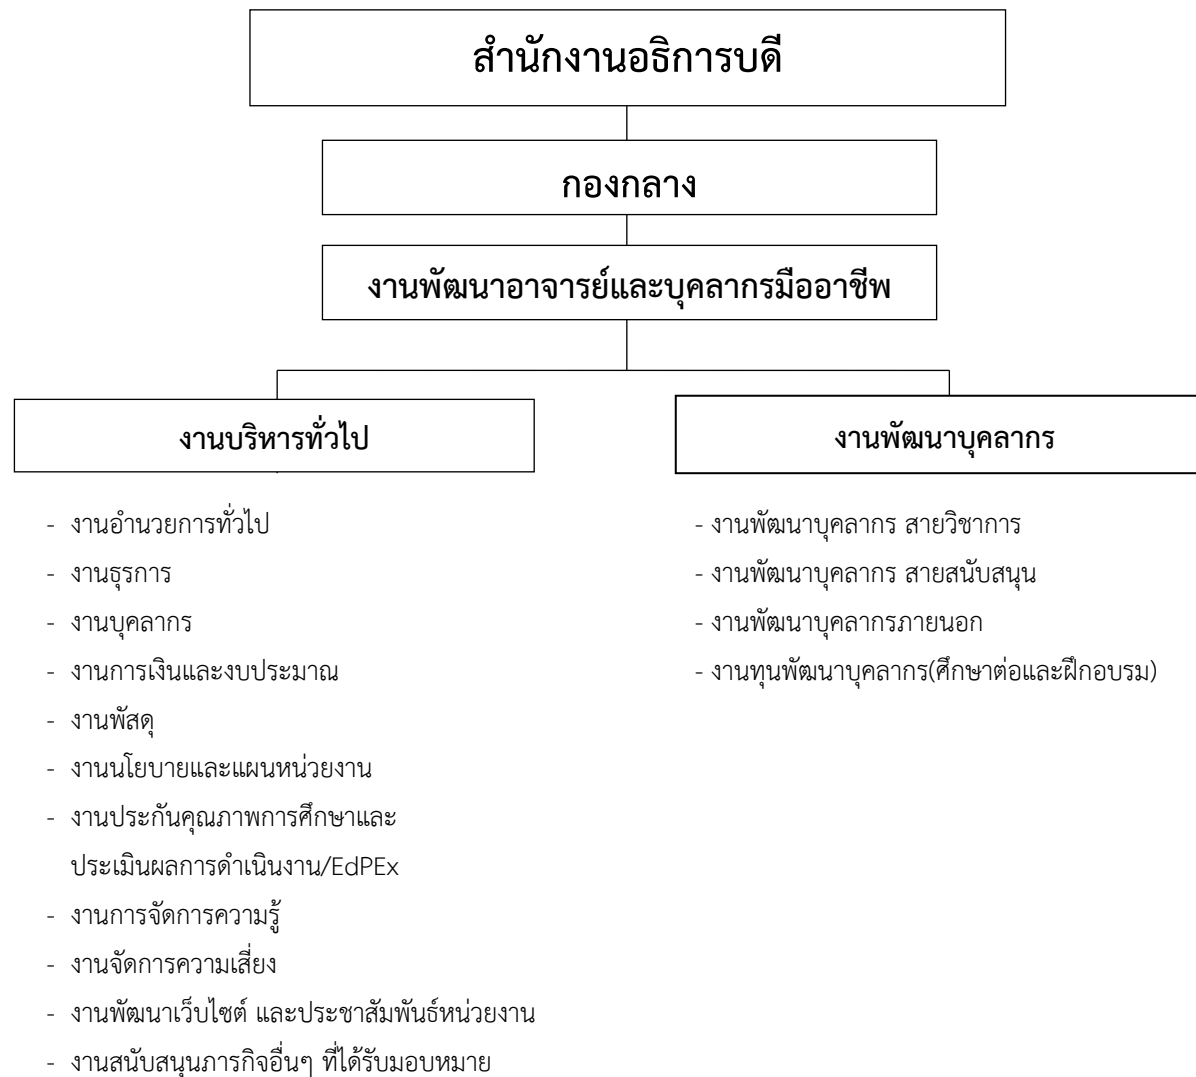 สำนักงานอธิการบดี
กองกลาง
งานพัฒนาอาจารย์และบุคลากรมืออาชีพ
งานบริหารทั่วไป
- งานอำนวยการทั่วไป
- งานธุรการ
- งานบุคลากร
- งานการเงินและงบประมาณ
- งานพัสดุ
- งานนโยบายและแผนหน่วยงาน
- งานประกันคุณภาพการศึกษาและ
ประเมินผลการดำเนินงาน/EdPEx
- งานการจัดการความรู้
- งานจัดการความเสี่ยง
- งานพัฒนาเว็บไซต์ และประชาสัมพันธ์หน่วยงาน
- งานสนับสนุนภารกิจอื่นๆ ที่ได้รับมอบหมาย
งานพัฒนาบุคลากร
- งานพัฒนาบุคลากร สายวิชาการ
- งานพัฒนาบุคลากร สายสนับสนุน
- งานพัฒนาบุคลากรภายนอก
- งานทุนพัฒนาบุคลากร(ศึกษาต่อและฝึกอบรม)